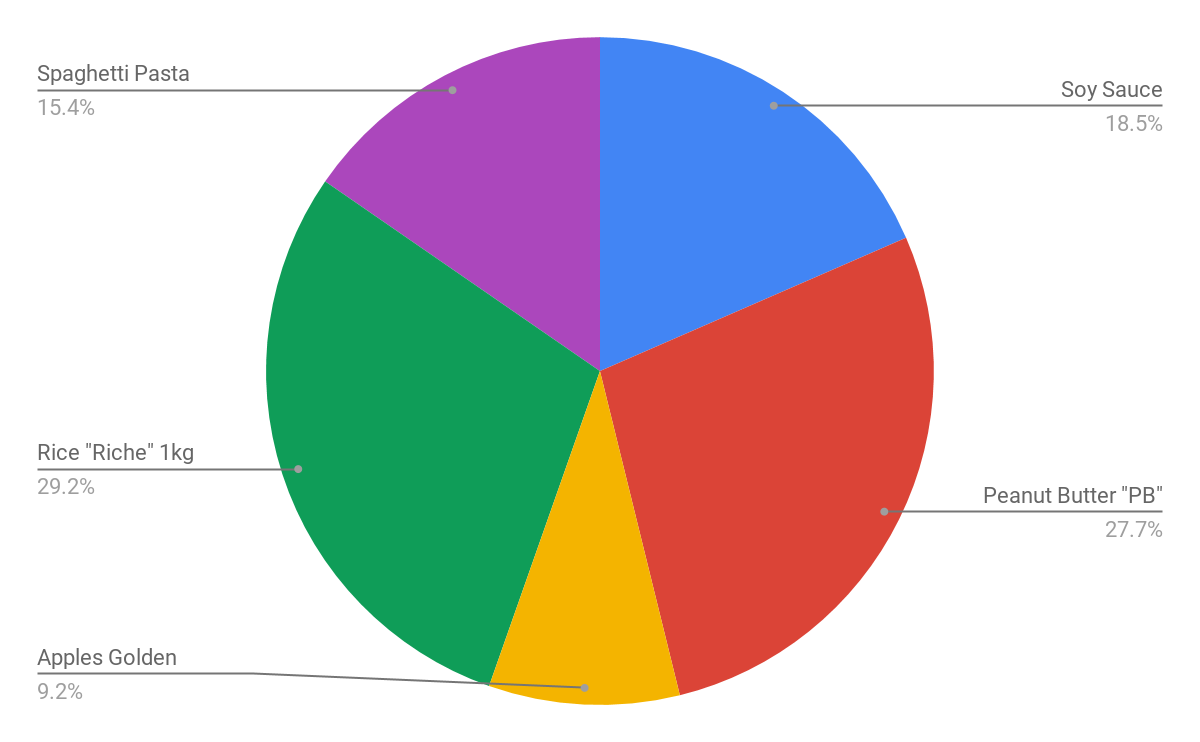 Spaghetti Pasta
15.4%
Soy Sauce
18.5%
Rice "Riche" 1kg
29.2%
Peanut Butter "PB"
27.7%
Apples Golden
9.2%